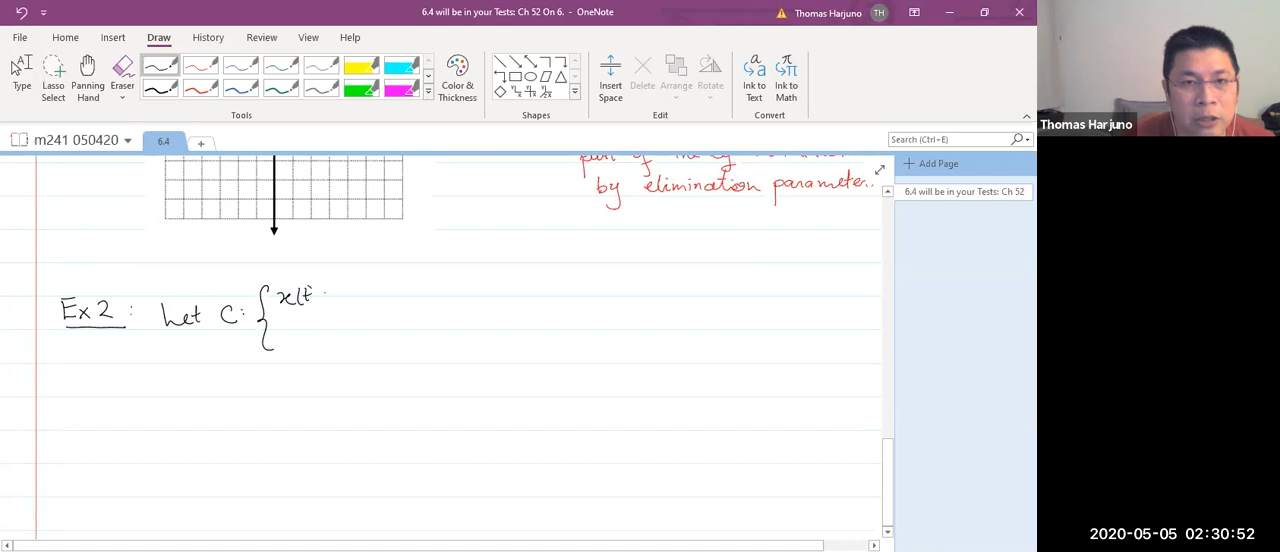 6.4 will be in your Tests: Ch 52 On 6. - OneNote
Thomas Harjuno TH
File Home Insert Draw History Review View Help
Type Lasso Select Panning Hand Eraser Color & Thickness Insert Space Delete Arrange Rotate Ink to Text Ink to Math
Tools Shapes Edit Convert
m241 050420 6.4
Search (Ctrl+E)
Add Page
6.4 will be in your Tests: Ch 52
by elimination parameter..
Ex 2 : Let C: { x(t
Thomas Harjuno
2020-05-05 02:30:52